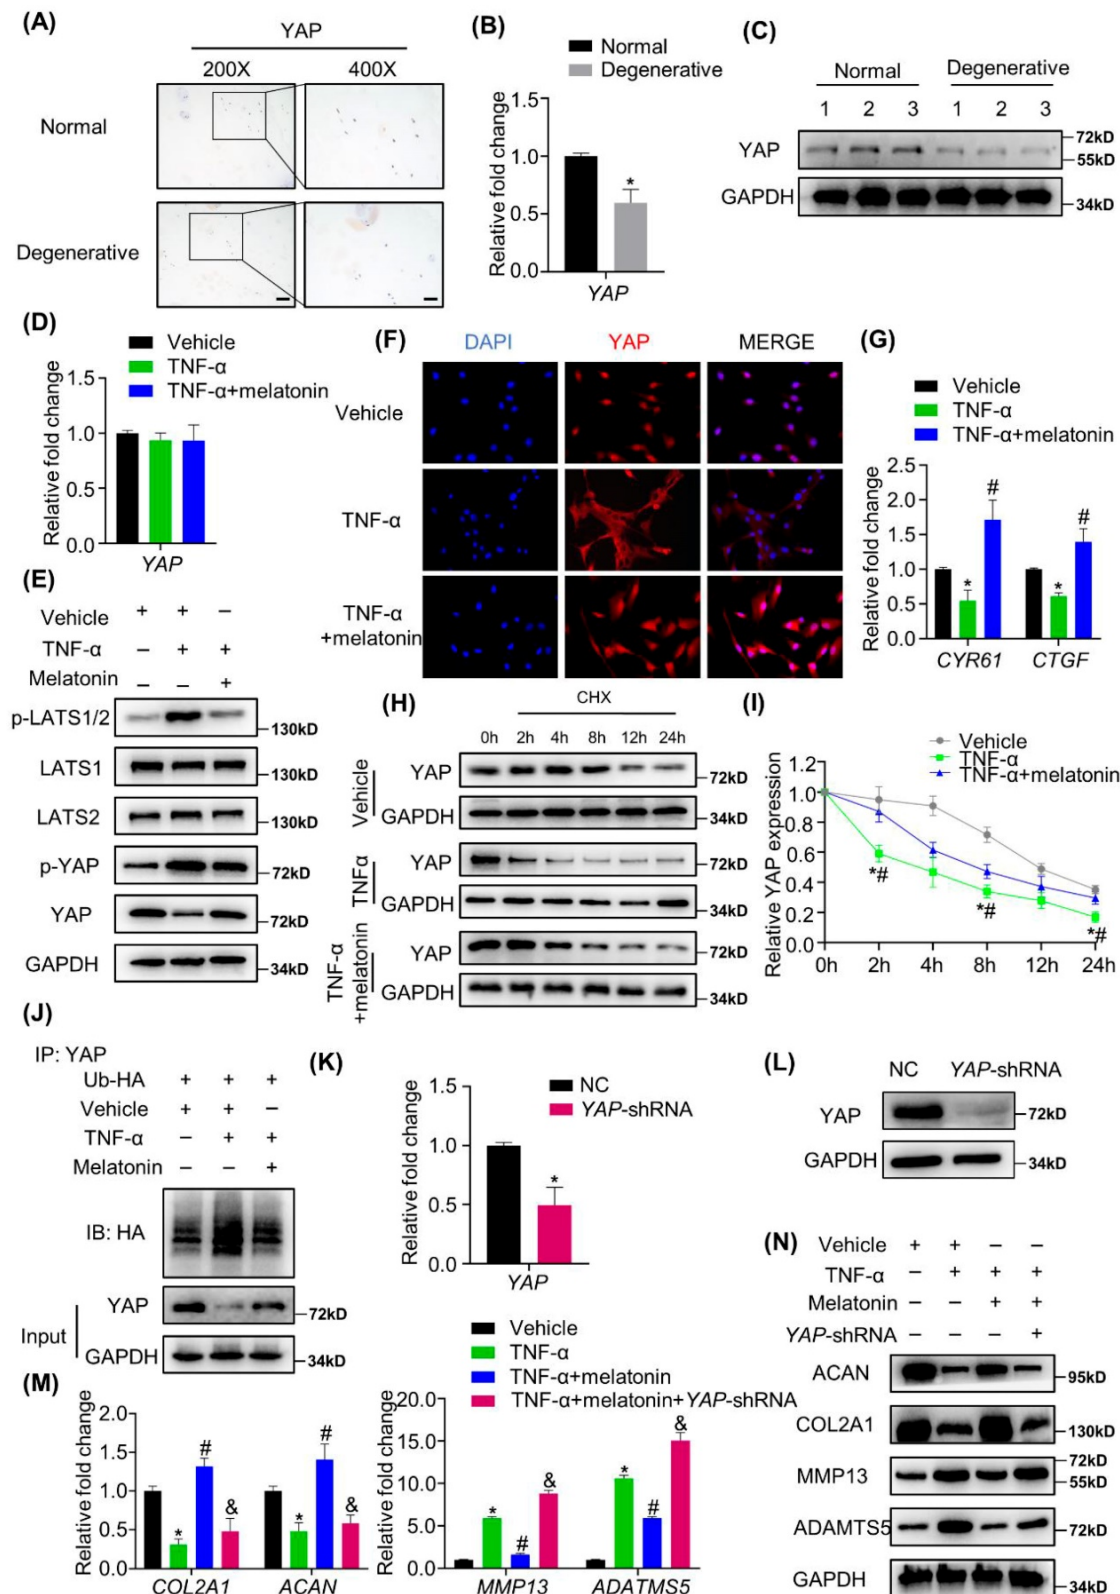 (A)
YAP
200X 400X
Normal
Degenerative
(B)
Normal
Degenerative
Relative fold change
1.5
1.0
0.5
0.0
*
YAP
(C)
Normal Degenerative
1 2 3 1 2 3
YAP
72kD
55kD
GAPDH
34kD
(D)
Vehicle
TNF-α
TNF-α+melatonin
Relative fold change
1.5
1.0
0.5
0.0
YAP
(E)
Vehicle + + –
TNF-α – + +
Melatonin – – +
p-LATS1/2
130kD
LATS1
130kD
LATS2
130kD
p-YAP
72kD
YAP
72kD
GAPDH
34kD
(F)
DAPI YAP MERGE
Vehicle
TNF-α
TNF-α
+melatonin
(G)
Vehicle
TNF-α
TNF-α+melatonin
Relative fold change
2.5
2.0
1.5
1.0
0.5
0.0
* # * #
CYR61 CTGF
(H)
CHX
0h 2h 4h 8h 12h 24h
Vehicle
YAP
72kD
GAPDH
34kD
TNFα
YAP
72kD
GAPDH
34kD
TNF-α
+melatonin
YAP
72kD
GAPDH
34kD
(I)
Vehicle
TNF-α
TNF-α+melatonin
Relative YAP expression
1.2
1.0
0.8
0.6
0.4
0.2
0.0
*# *# *#
0h 2h 4h 8h 12h 24h
(J)
IP: YAP
Ub-HA + + +
Vehicle + + –
TNF-α – + +
Melatonin – – +
IB: HA
Input
YAP
72kD
GAPDH
34kD
(K)
NC
YAP-shRNA
Relative fold change
1.5
1.0
0.5
0.0
*
YAP
(L)
NC YAP-shRNA
YAP
72kD
GAPDH
34kD
(M)
Vehicle
TNF-α
TNF-α+melatonin
TNF-α+melatonin+YAP-shRNA
Relative fold change
2.0
1.5
1.0
0.5
0.0
* # & * # &
COL2A1 ACAN
Relative fold change
20.0
15.0
10.0
5.0
0.0
* # & * # &
MMP13 ADATMS5
(N)
Vehicle + + – –
TNF-α – + + +
Melatonin – – + +
YAP-shRNA – – – +
ACAN
95kD
COL2A1
130kD
MMP13
72kD
55kD
ADAMTS5
72kD
GAPDH
34kD